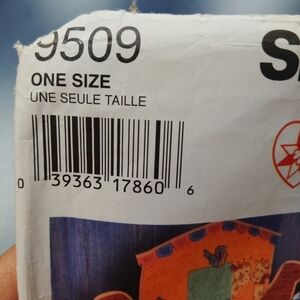 9509
ONE SIZE
UNE SEULE TAILLE
0 39363 17860 6